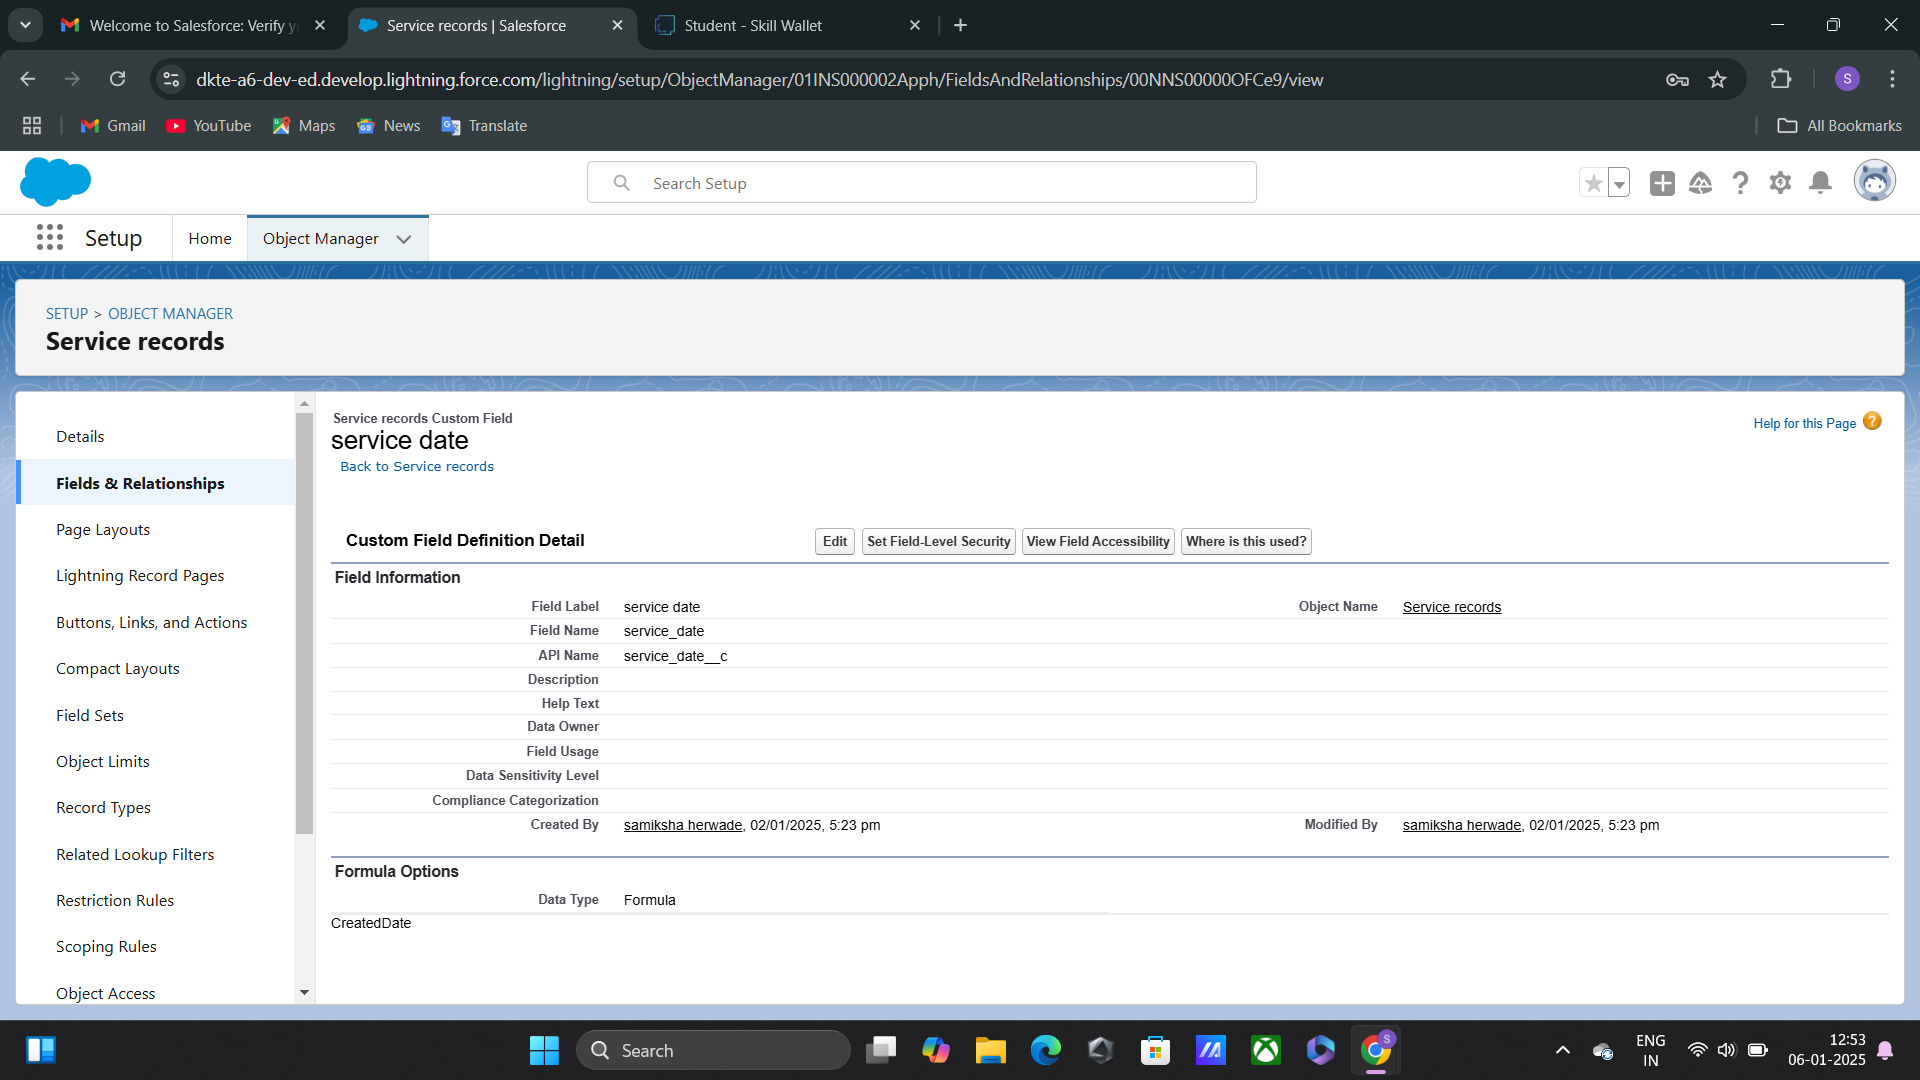 Welcome to Salesforce: Verify y
Service records | Salesforce
Student - Skill Wallet
dkte-a6-dev-ed.develop.lightning.force.com/lightning/setup/ObjectManager/01INS000002Apph/FieldsAndRelationships/00NNS00000OFCe9/view
S
Gmail
YouTube
Maps
News
Translate
All Bookmarks
Search Setup
Setup
Home
Object Manager
SETUP > OBJECT MANAGER
Service records
Details
Fields & Relationships
Page Layouts
Lightning Record Pages
Buttons, Links, and Actions
Compact Layouts
Field Sets
Object Limits
Record Types
Related Lookup Filters
Restriction Rules
Scoping Rules
Object Access
Service records Custom Field
service date
Back to Service records
Help for this Page ?
Custom Field Definition Detail
Edit
Set Field-Level Security
View Field Accessibility
Where is this used?
Field Information
Field Label service date
Object Name Service records
Field Name service_date
API Name service_date__c
Description
Help Text
Data Owner
Field Usage
Data Sensitivity Level
Compliance Categorization
Created By samiksha herwade, 02/01/2025, 5:23 pm
Modified By samiksha herwade, 02/01/2025, 5:23 pm
Formula Options
Data Type Formula
CreatedDate
Search
S
ENG
IN
12:53
06-01-2025